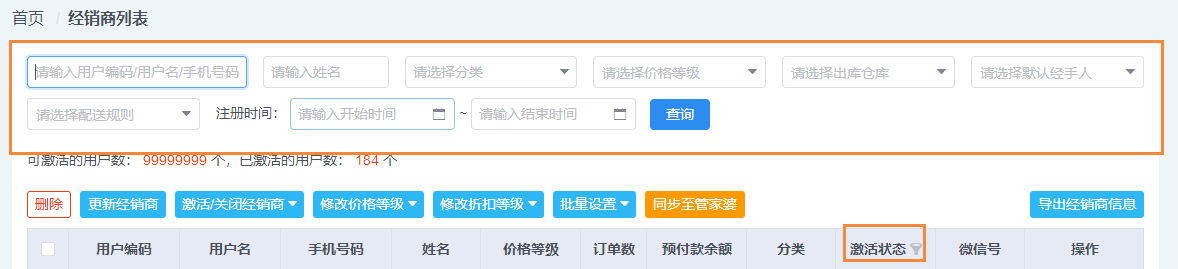 首页 / 经销商列表
请输入用户编码/用户名/手机号码 请输入姓名 请选择分类 请选择价格等级 请选择出库仓库 请选择默认经手人
请选择配送规则 注册时间： 请输入开始时间 ~ 请输入结束时间 查询
可激活的用户数： 99999999 个，已激活的用户数： 184 个
删除 更新经销商 激活/关闭经销商 修改价格等级 修改折扣等级 批量设置 同步至管家婆 导出经销商信息
用户编码 用户名 手机号码 姓名 价格等级 订单数 预付款余额 分类 激活状态 微信号 操作